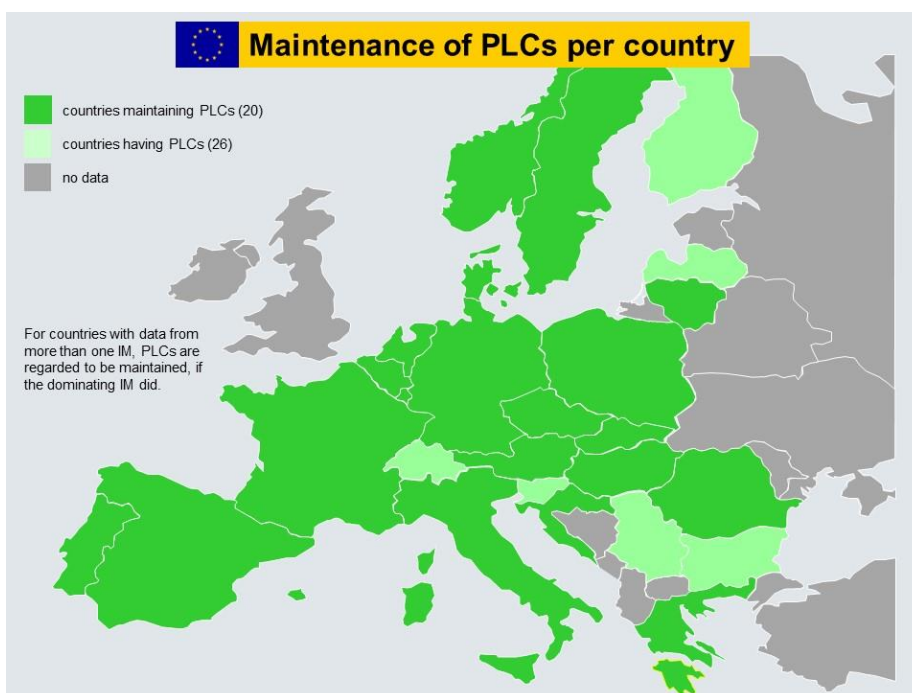 Maintenance of PLCs per country
countries maintaining PLCs (20)
countries having PLCs (26)
no data
For countries with data from
more than one IM, PLCs are
regarded to be maintained, if
the dominating IM did.